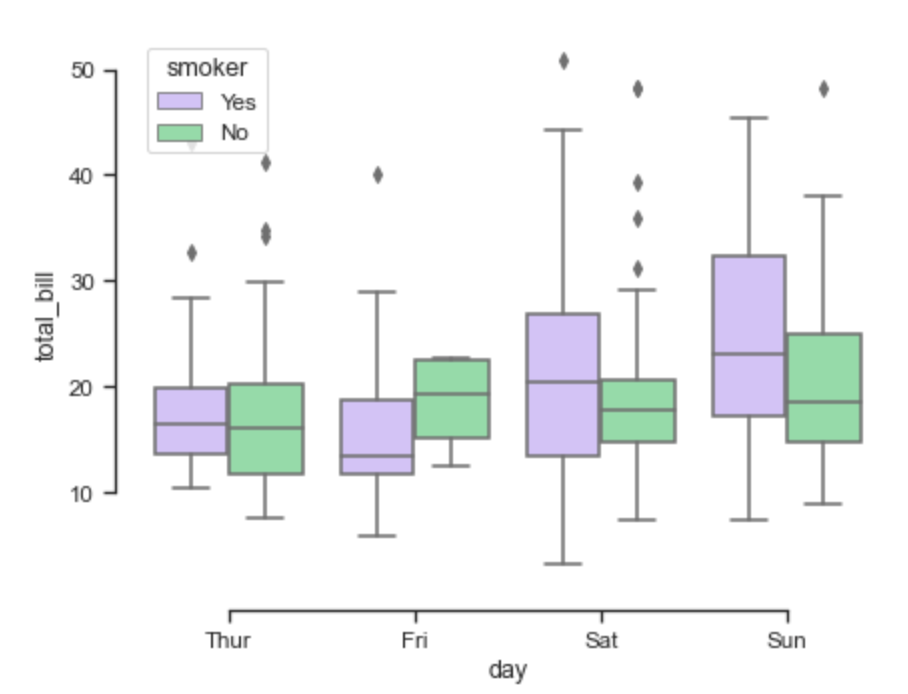 50
smoker
Yes
No
40
30
20
10
total_bill
Thur
Fri
Sat
Sun
day